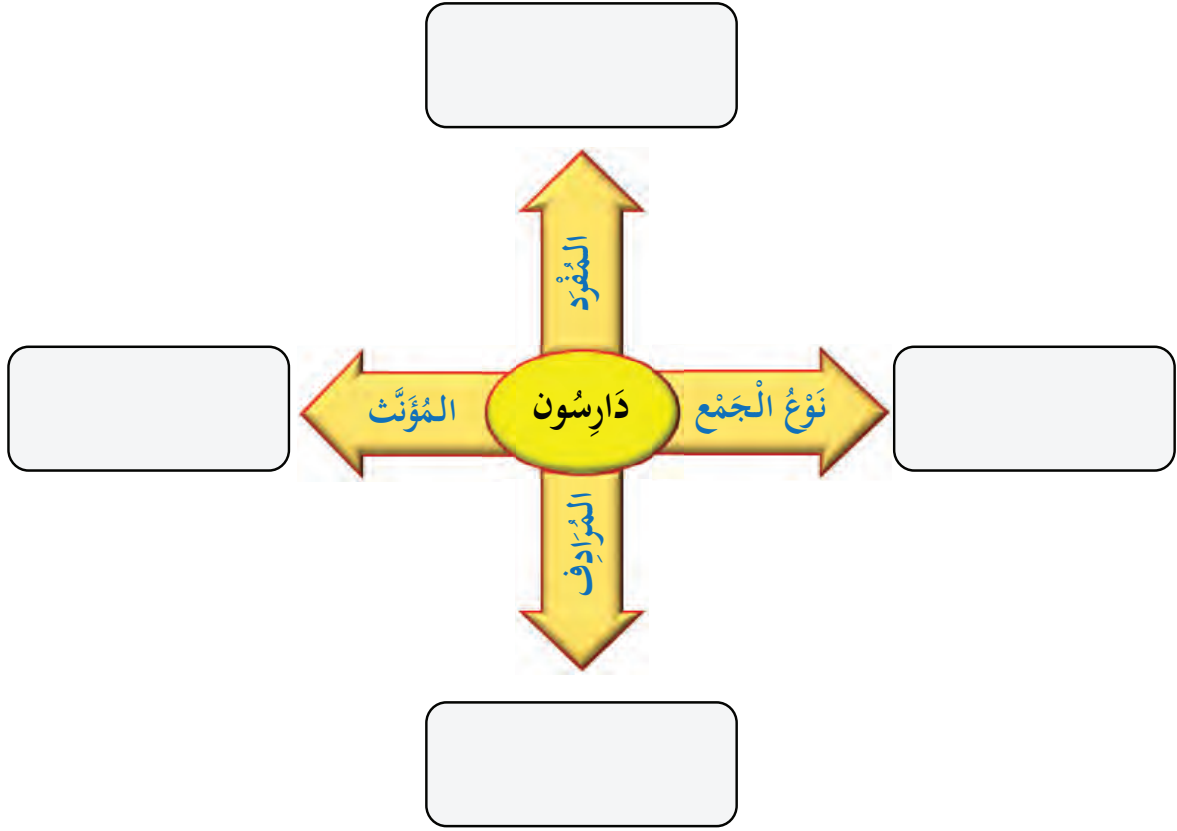 المُفْرَد
نَوْعُ الْجَمْع
دَارِسُون
المُؤَنَّث
المُرَادِف